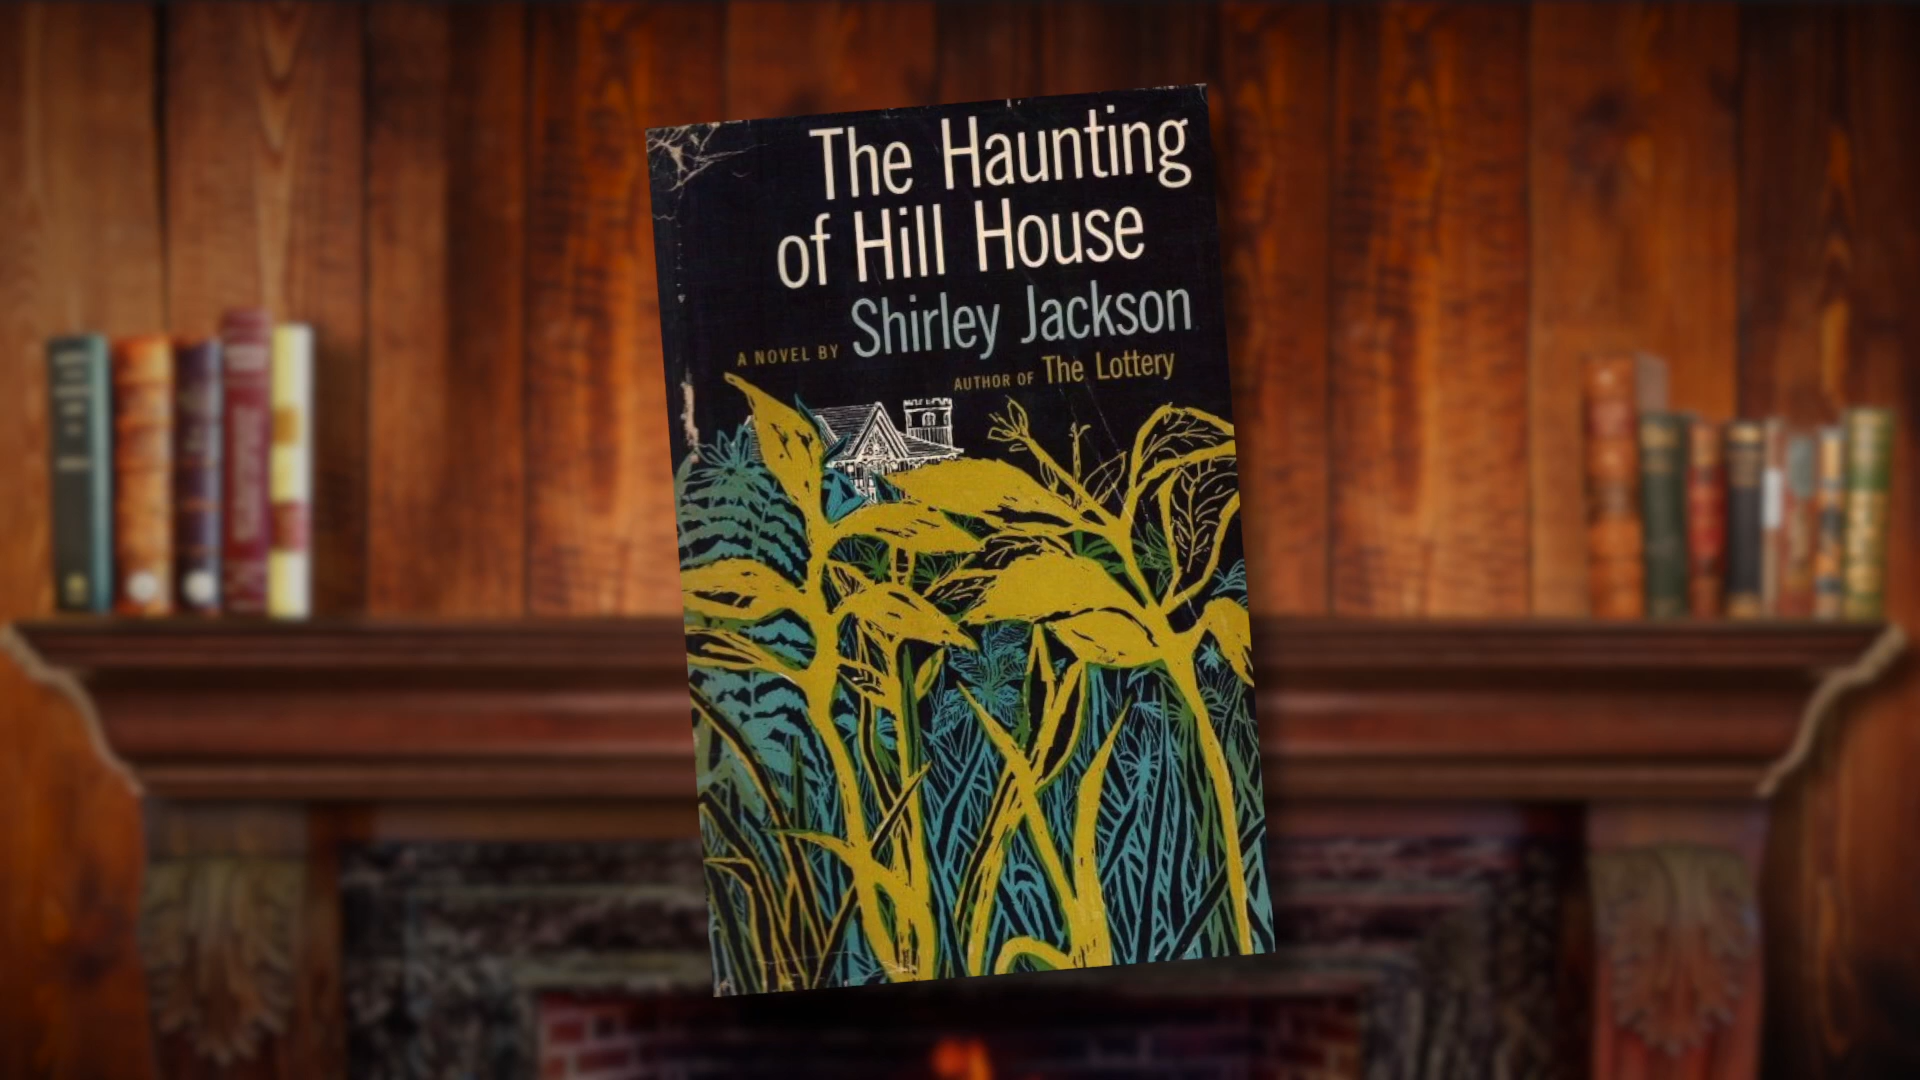 The Haunting
of Hill House
A NOVEL BY Shirley Jackson
AUTHOR OF The Lottery